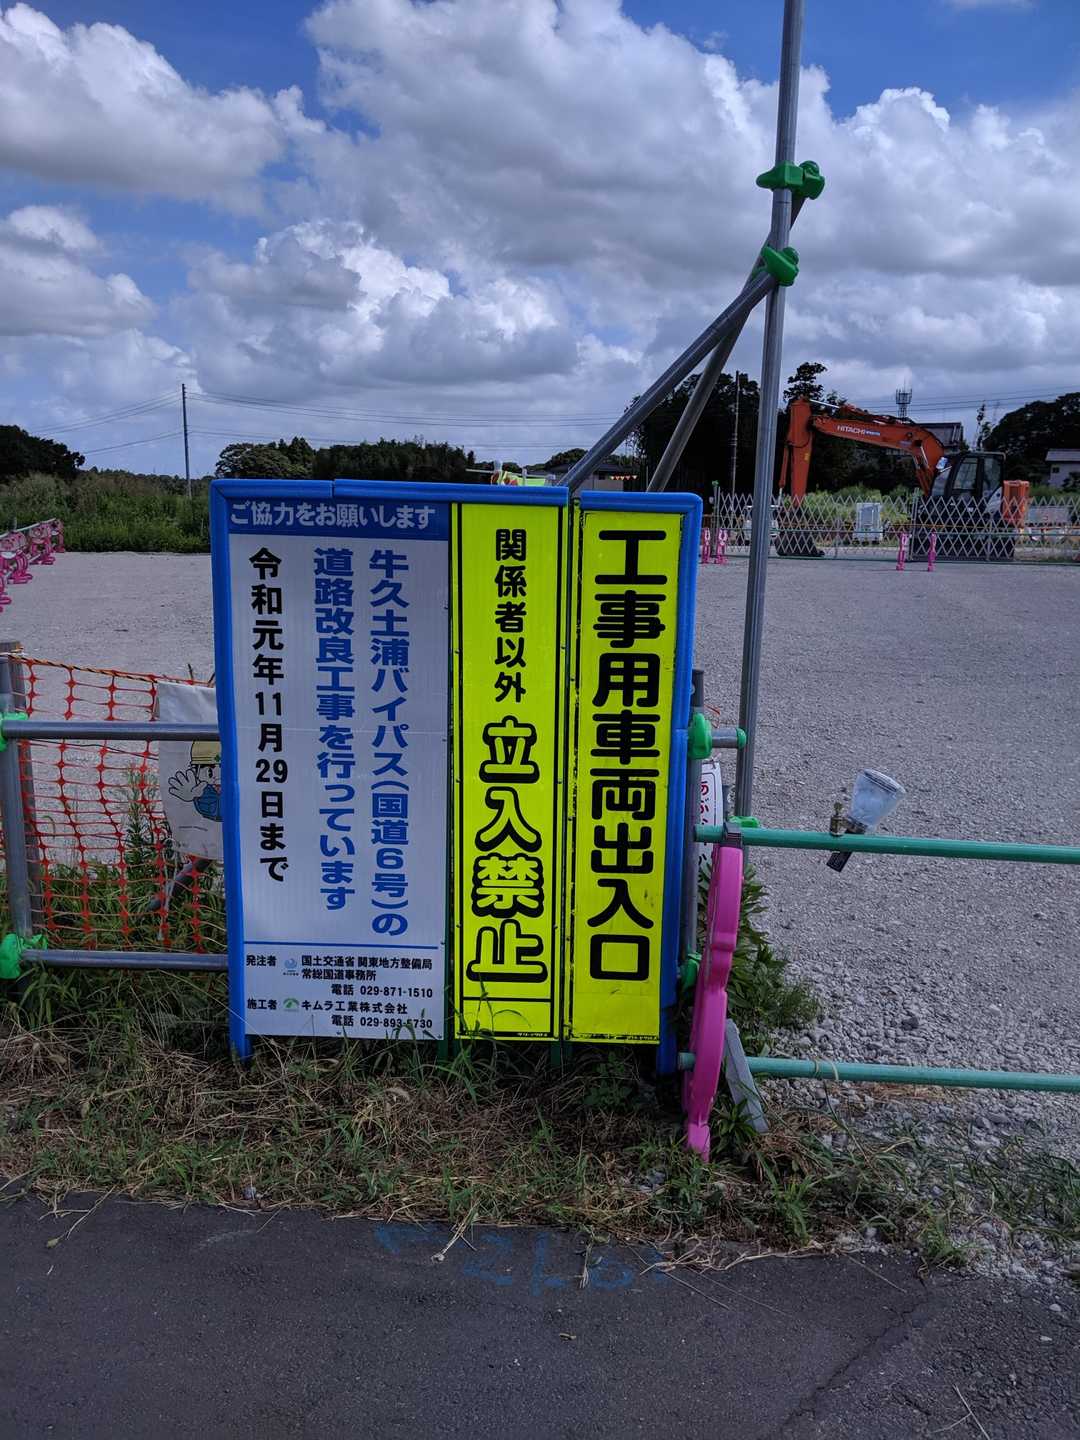 ご協力をお願いします
牛久土浦バイパス(国道6号)の
道路改良工事を行っています
令和元年11月29日まで
発注者 国土交通省 関東地方整備局
常総国道事務所
電話 029-871-1510
施工者 キムラ工業株式会社
電話 029-893-5730
関係者以外 立入禁止
工事用車両出入口
HITACHI